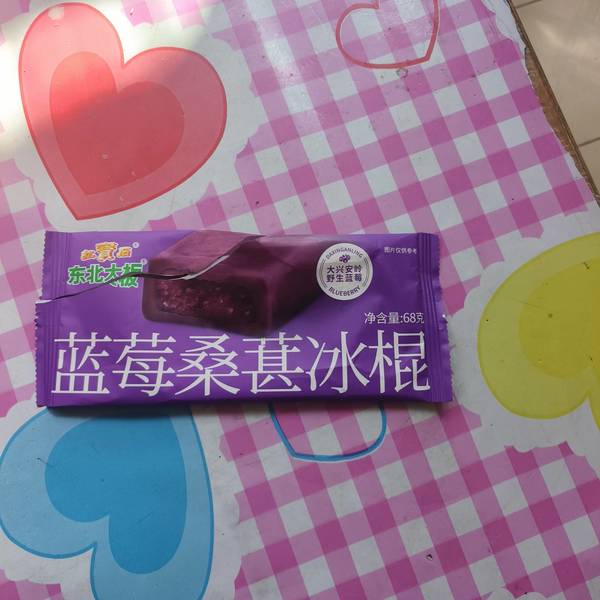 东北大板
DAXINGANLING
大兴安岭
野生蓝莓
BLUEBERRY
图片仅供参考
净含量:68克
蓝莓桑葚冰棍